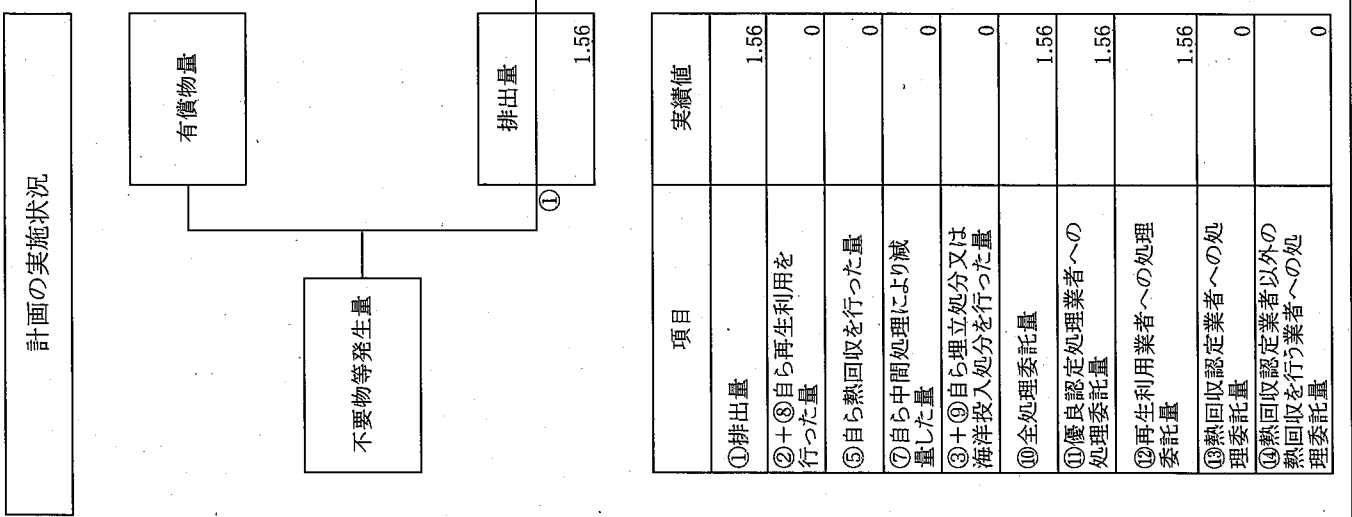 計画の実施状況
有償物量
不要物等発生量
排出量
①
1.56
項目
実績値
①排出量
1.56
②+⑧自ら再生利用を
行った量
0
⑤自ら熱回収を行った量
0
⑦自ら中間処理により減
量した量
0
③+⑨自ら埋立処分又は
海洋投入処分を行った量
0
⑩全処理委託量
1.56
⑪優良認定処理業者への
処理委託量
1.56
⑫再生利用業者への処理
委託量
1.56
⑬熱回収認定業者への処
理委託量
0
⑭熱回収認定業者以外の
熱回収を行う業者への処
理委託量
0